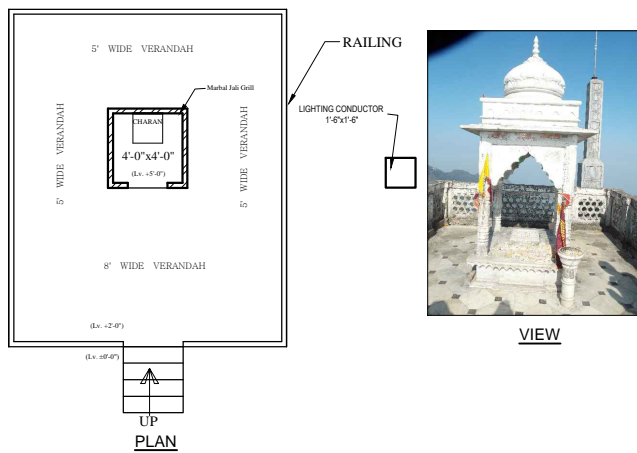 5' WIDE VERANDAH
RAILING
Marbal Jali Grill
LIGHTING CONDUCTOR
1'-6"x1'-6"
CHARAN
4'-0"x4'-0"
(Lv. +5'-0")
5' WIDE VERANDAH
5' WIDE VERANDAH
8' WIDE VERANDAH
(Lv. +2'-0")
(Lv. ±0'-0")
UP
PLAN
VIEW